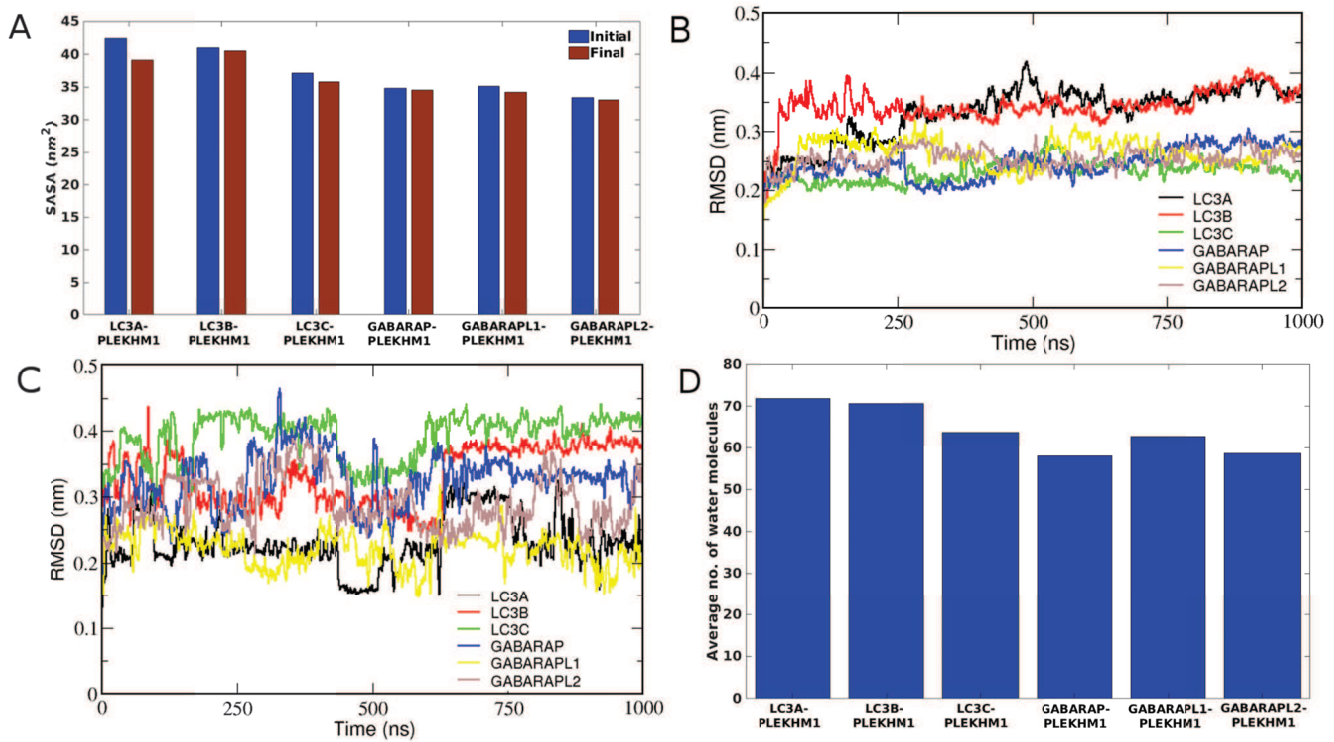 A
SASA (nm²)
45
40
35
30
25
20
15
10
5
0
Initial
Final
LC3A-
PLEKHM1
LC3B-
PLEKHM1
LC3C-
PLEKHM1
GABARAP-
PLEKHM1
GABARAPL1-
PLEKHM1
GABARAPL2-
PLEKHM1
B
RMSD (nm)
0.5
0.4
0.3
0.2
0.1
0
LC3A
LC3B
LC3C
GABARAP
GABARAPL1
GABARAPL2
0 250 500 750 1000
Time (ns)
C
RMSD (nm)
0.5
0.4
0.3
0.2
0.1
0
LC3A
LC3B
LC3C
GABARAP
GABARAPL1
GABARAPL2
0 250 500 750 1000
Time (ns)
D
Average no. of water molecules
80
70
60
50
40
30
20
10
0
LC3A-
PLEKHM1
LC3B-
PLEKHN1
LC3C-
PLEKHM1
GABARAP-
PLEKHM1
GABARAPL1-
PLEKHN1
GABARAPL2-
PLEKHM1